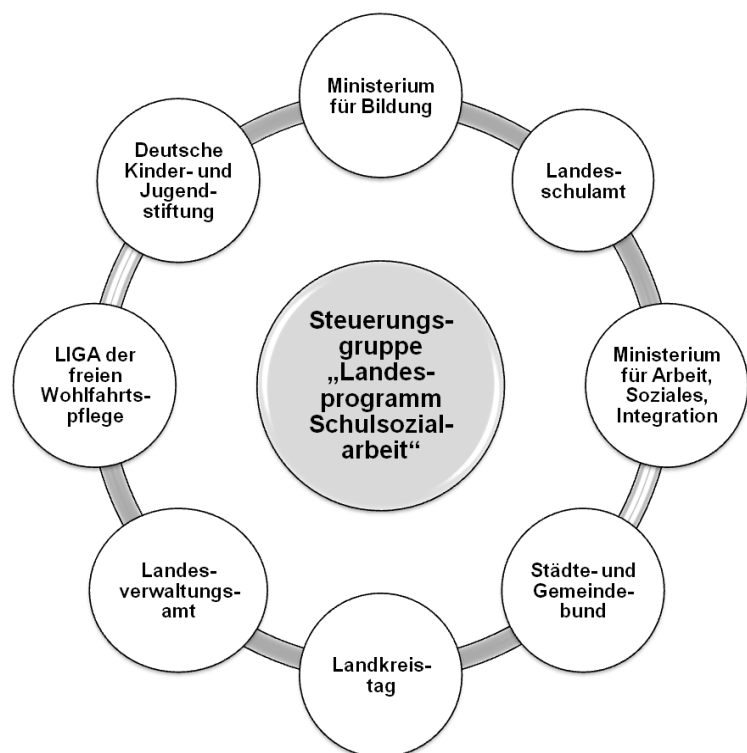 Ministerium
für Bildung
Landes-
schulamt
Ministerium
für Arbeit,
Soziales,
Integration
Städte- und
Gemeinde-
bund
Landkreis-
tag
Landes-
verwaltungs-
amt
LIGA der
freien
Wohlfahrts-
pflege
Deutsche
Kinder- und
Jugend-
stiftung
Steuerungs-
gruppe
„Landes-
programm
Schulsozial-
arbeit“